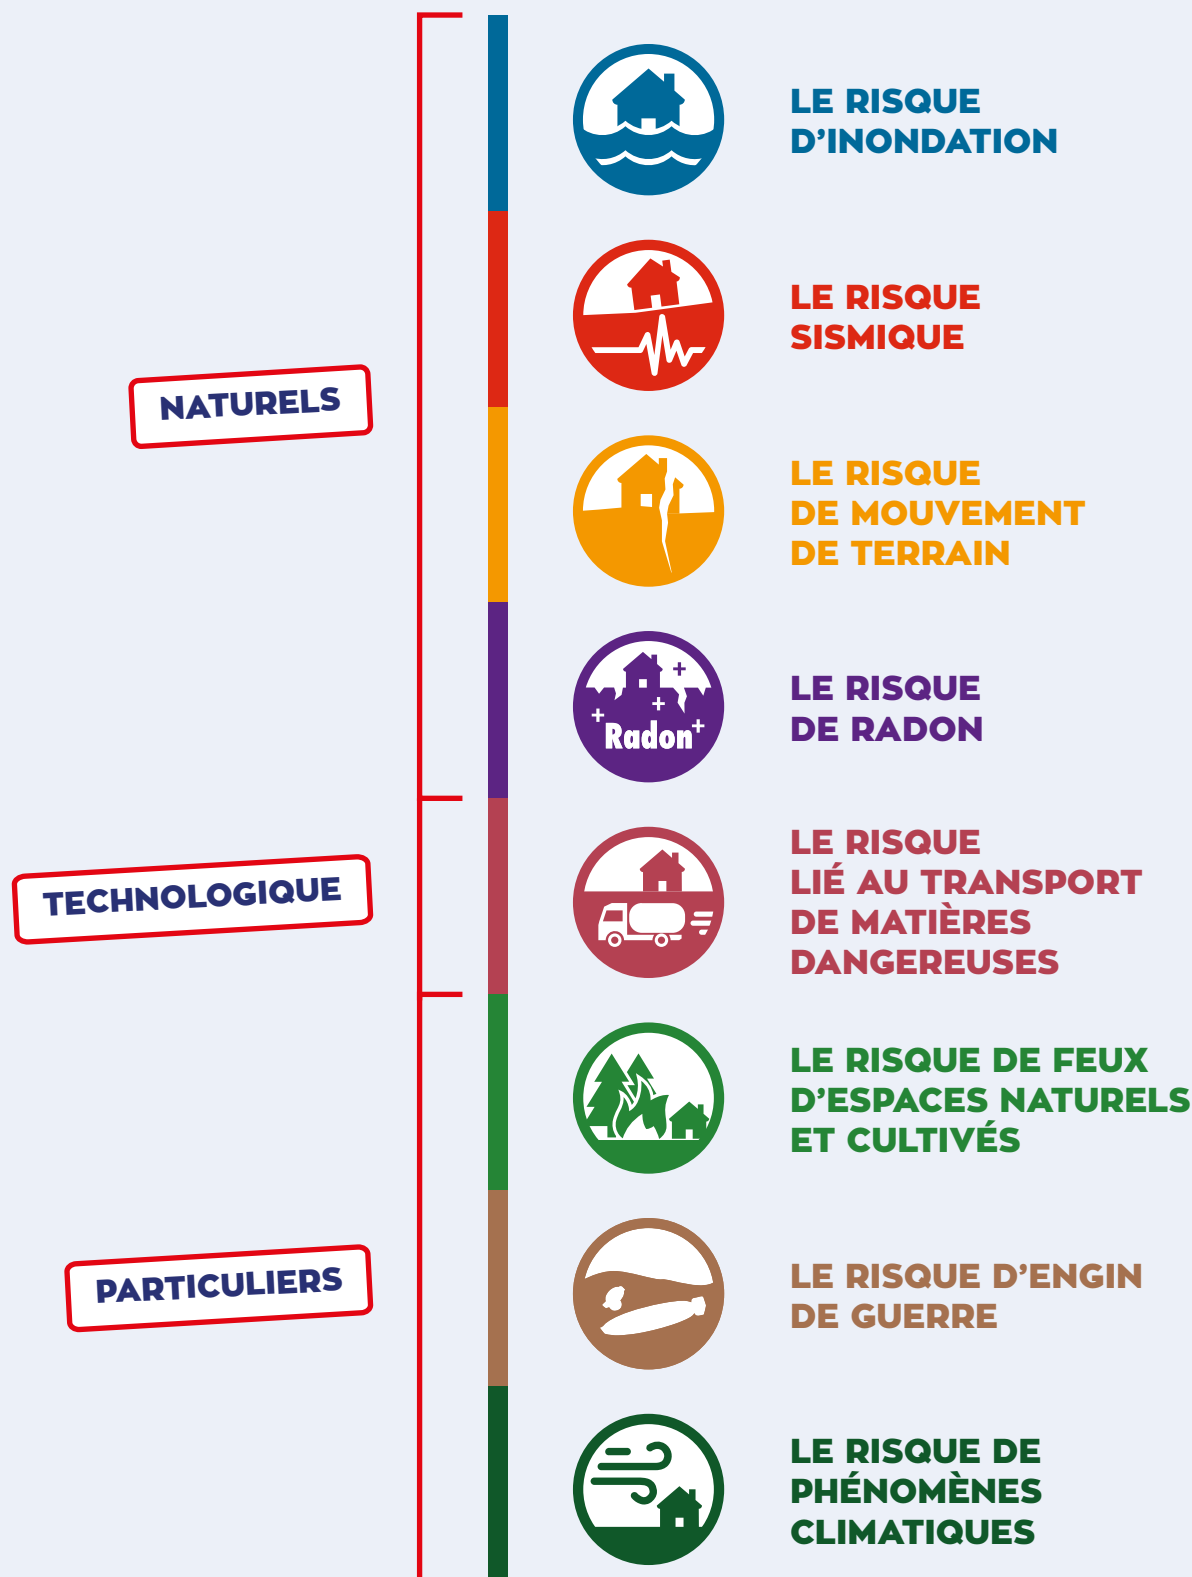 NATURELS
LE RISQUE
D’INONDATION
LE RISQUE
SISMIQUE
LE RISQUE
DE MOUVEMENT
DE TERRAIN
Radon
LE RISQUE
DE RADON
TECHNOLOGIQUE
LE RISQUE
LIÉ AU TRANSPORT
DE MATIÈRES
DANGEREUSES
PARTICULIERS
LE RISQUE DE FEUX
D’ESPACES NATURELS
ET CULTIVÉS
LE RISQUE D’ENGIN
DE GUERRE
LE RISQUE DE
PHÉNOMÈNES
CLIMATIQUES